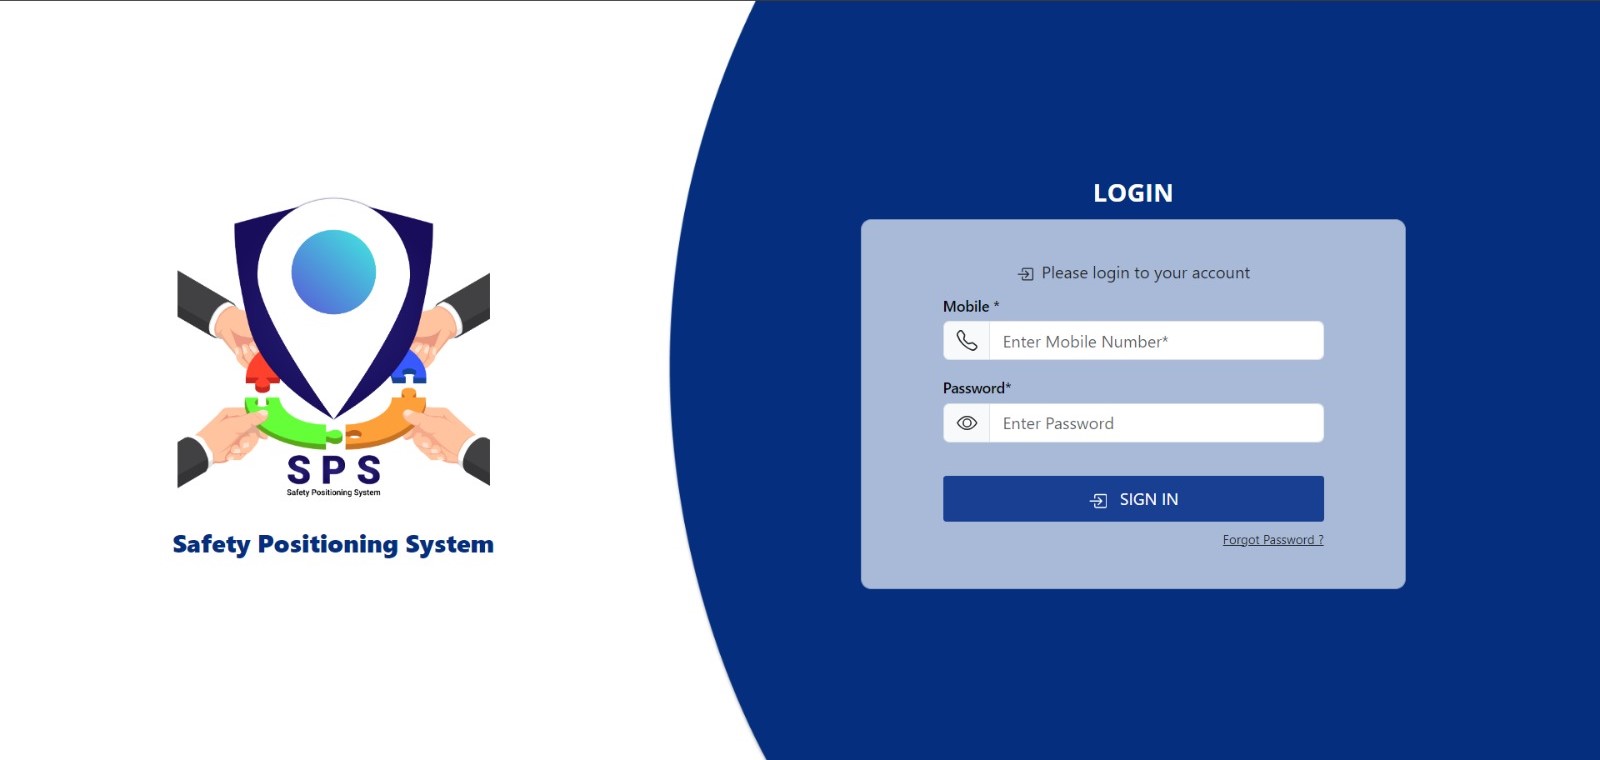 S P S
Safety Positioning System
Safety Positioning System
LOGIN
Please login to your account
Mobile *
Enter Mobile Number*
Password*
Enter Password
SIGN IN
Forgot Password ?